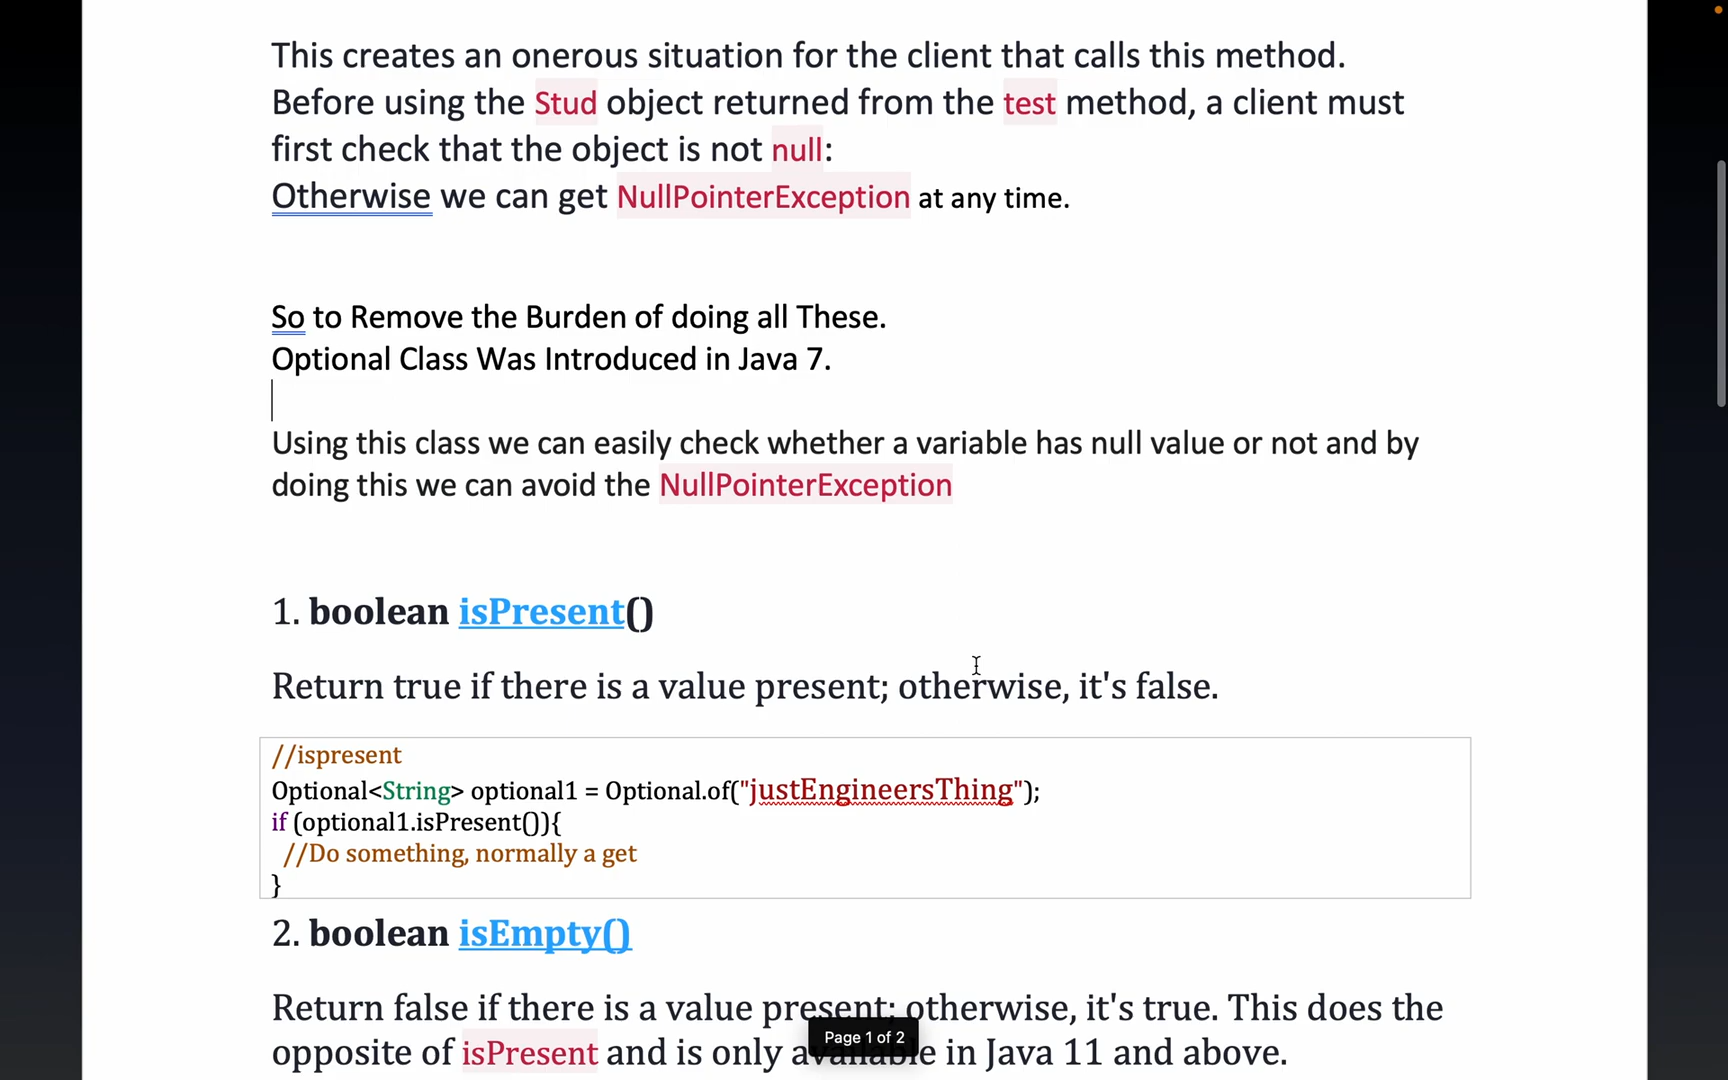 This creates an onerous situation for the client that calls this method.
Before using the Stud object returned from the test method, a client must
first check that the object is not null:
Otherwise we can get NullPointerException at any time.
So to Remove the Burden of doing all These.
Optional Class Was Introduced in Java 7.
Using this class we can easily check whether a variable has null value or not and by
doing this we can avoid the NullPointerException
1. boolean isPresent()
Return true if there is a value present; otherwise, it's false.
//ispresent
Optional<String> optional1 = Optional.of("justEngineersThing");
if (optional1.isPresent()){
//Do something, normally a get
}
2. boolean isEmpty()
Return false if there is a value present; otherwise, it's true. This does the
opposite of isPresent and is only available in Java 11 and above.
Page 1 of 2